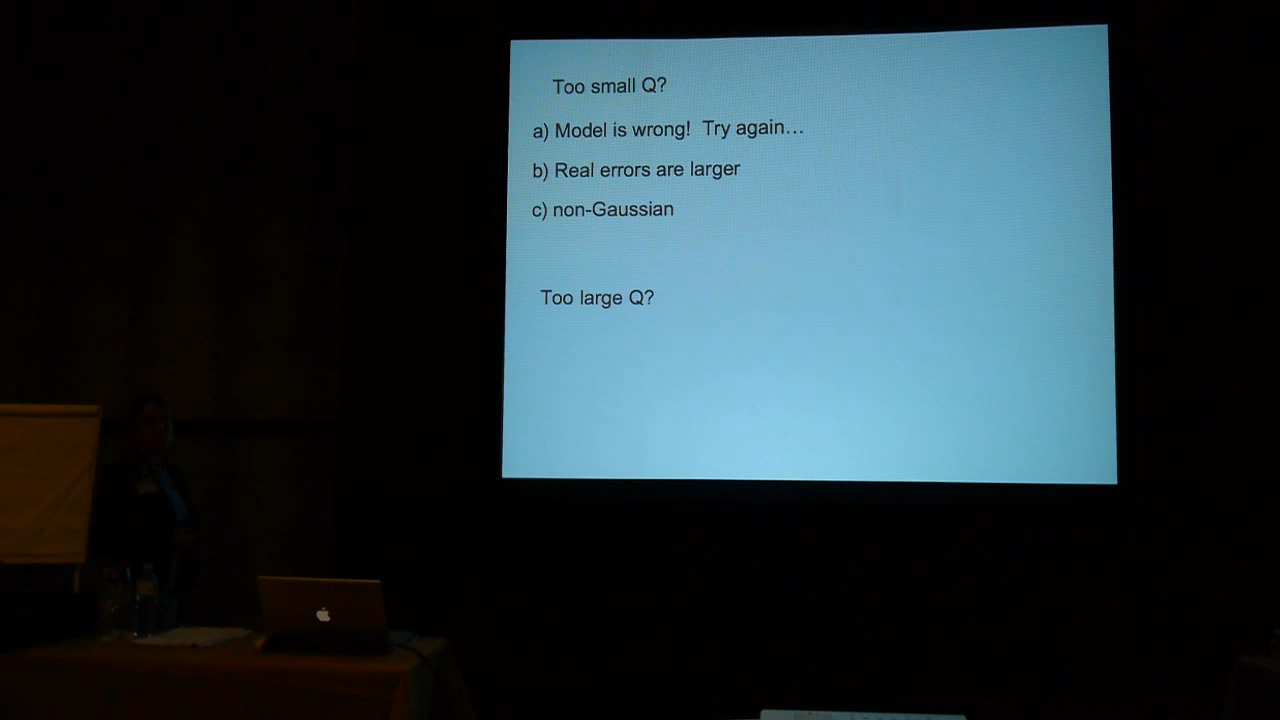 Too small Q?
a) Model is wrong!  Try again…
b) Real errors are larger
c) non-Gaussian
Too large Q?